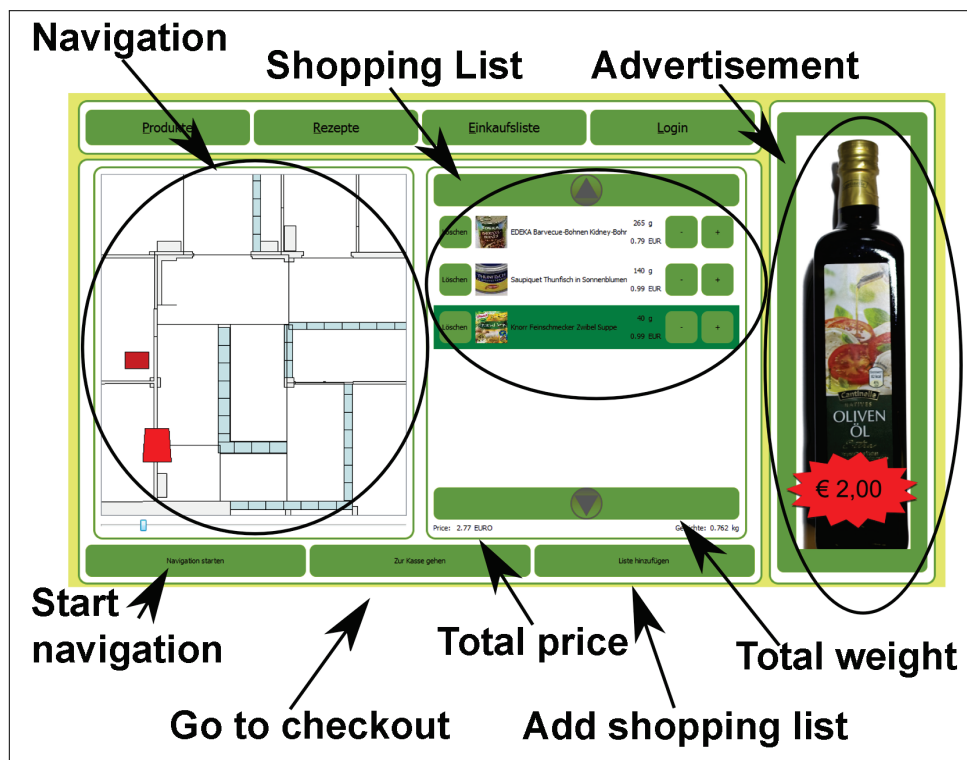 Navigation
Shopping List
Advertisement
Produkte
Rezepte
Einkaufsliste
Login
Löschen
EDEKA Barvecue-Bohnen Kidney-Bohr
265 g
0.79 EUR
-
+
Löschen
Saupiquet Thunfisch in Sonnenblumen
140 g
0.99 EUR
-
+
Löschen
Knorr Feinschmecker Zwibel Suppe
40 g
0.99 EUR
-
+
Cantinelle
OLIVEN
ÖL
€ 2,00
Price: 2.77 EURO
0.762 kg
Navigation starten
Zur Kasse gehen
Liste hinzufügen
Start
navigation
Total price
Total weight
Go to checkout
Add shopping list